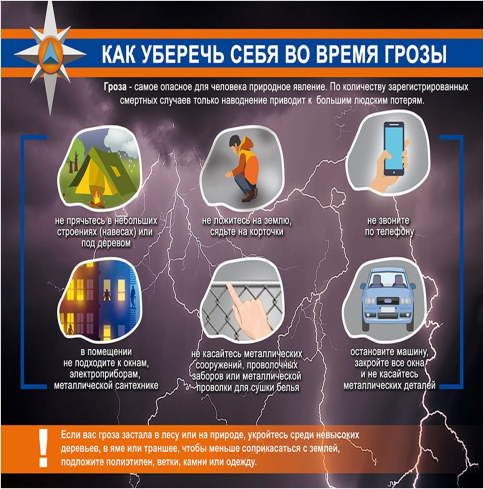 КАК УБЕРЕЧЬ СЕБЯ ВО ВРЕМЯ ГРОЗЫ
Гроза - самое опасное для человека природное явление. По количеству зарегистрированных
смертных случаев только наводнение приводит к большим людским потерям.
не прячьтесь в небольших
строениях (навесах) или
под деревом
не ложитесь на землю,
сядьте на корточки
не звоните
по телефону
в помещении
не подходите к окнам,
электроприборам,
металлической сантехнике
не касайтесь металлических
сооружений, проволочных
заборов или металлической
проволоки для сушки белья
остановите машину,
закройте все окна
и не касайтесь
металлических деталей
!
Если вас гроза застала в лесу или на природе, укройтесь среди невысоких
деревьев, в яме или траншее, чтобы меньше соприкасаться с землей,
подложите полиэтилен, ветки, камни или одежду.